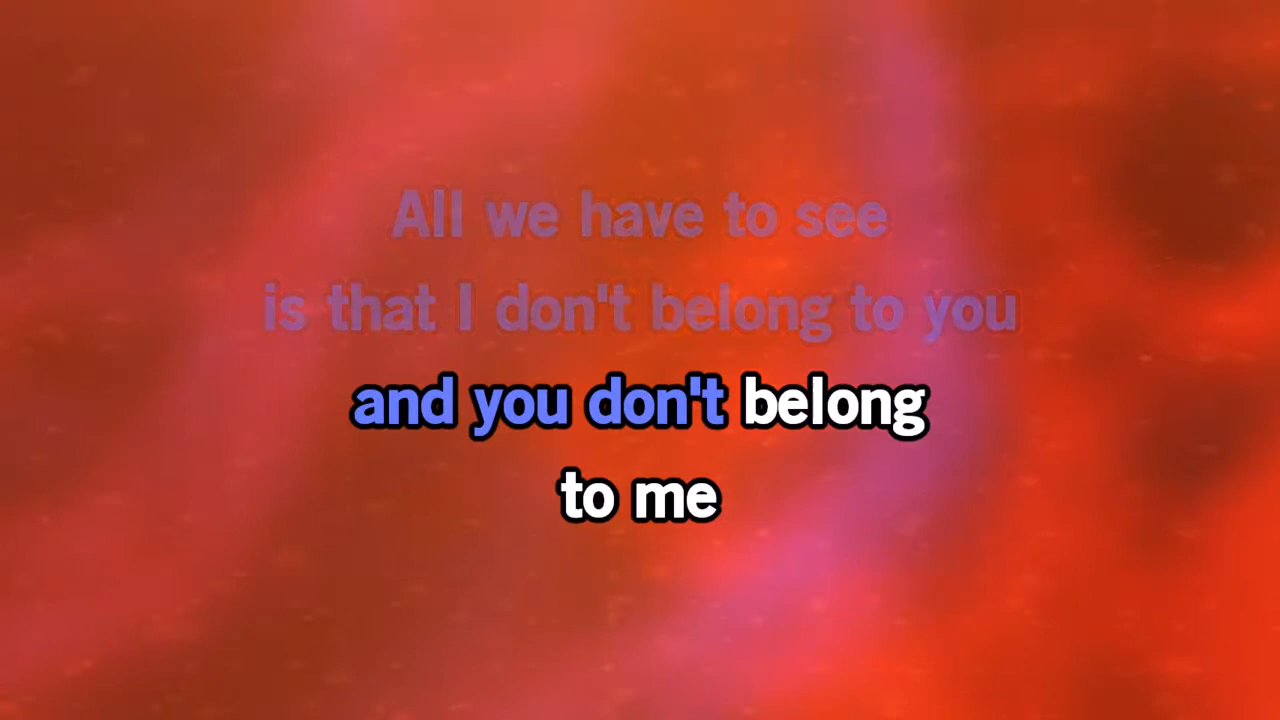 All we have to see
is that I don't belong to you
and you don't belong
to me